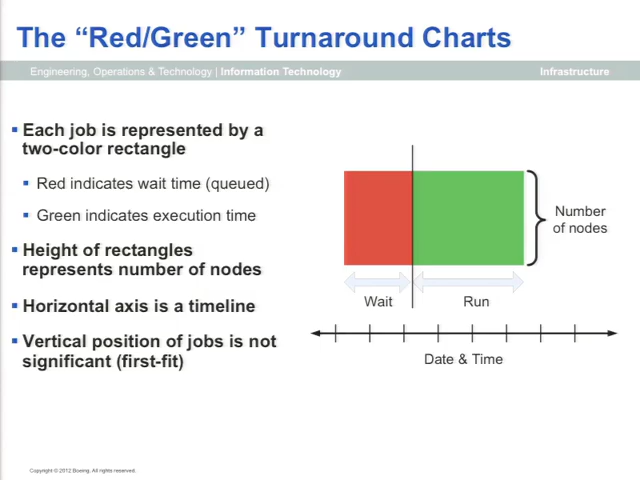 The “Red/Green” Turnaround Charts
Engineering, Operations & Technology | Information Technology
Infrastructure
Each job is represented by a
two-color rectangle
Red indicates wait time (queued)
Green indicates execution time
Height of rectangles
represents number of nodes
Horizontal axis is a timeline
Vertical position of jobs is not
significant (first-fit)
Number
of nodes
Wait
Run
Date & Time
Copyright © 2012 Boeing. All rights reserved.